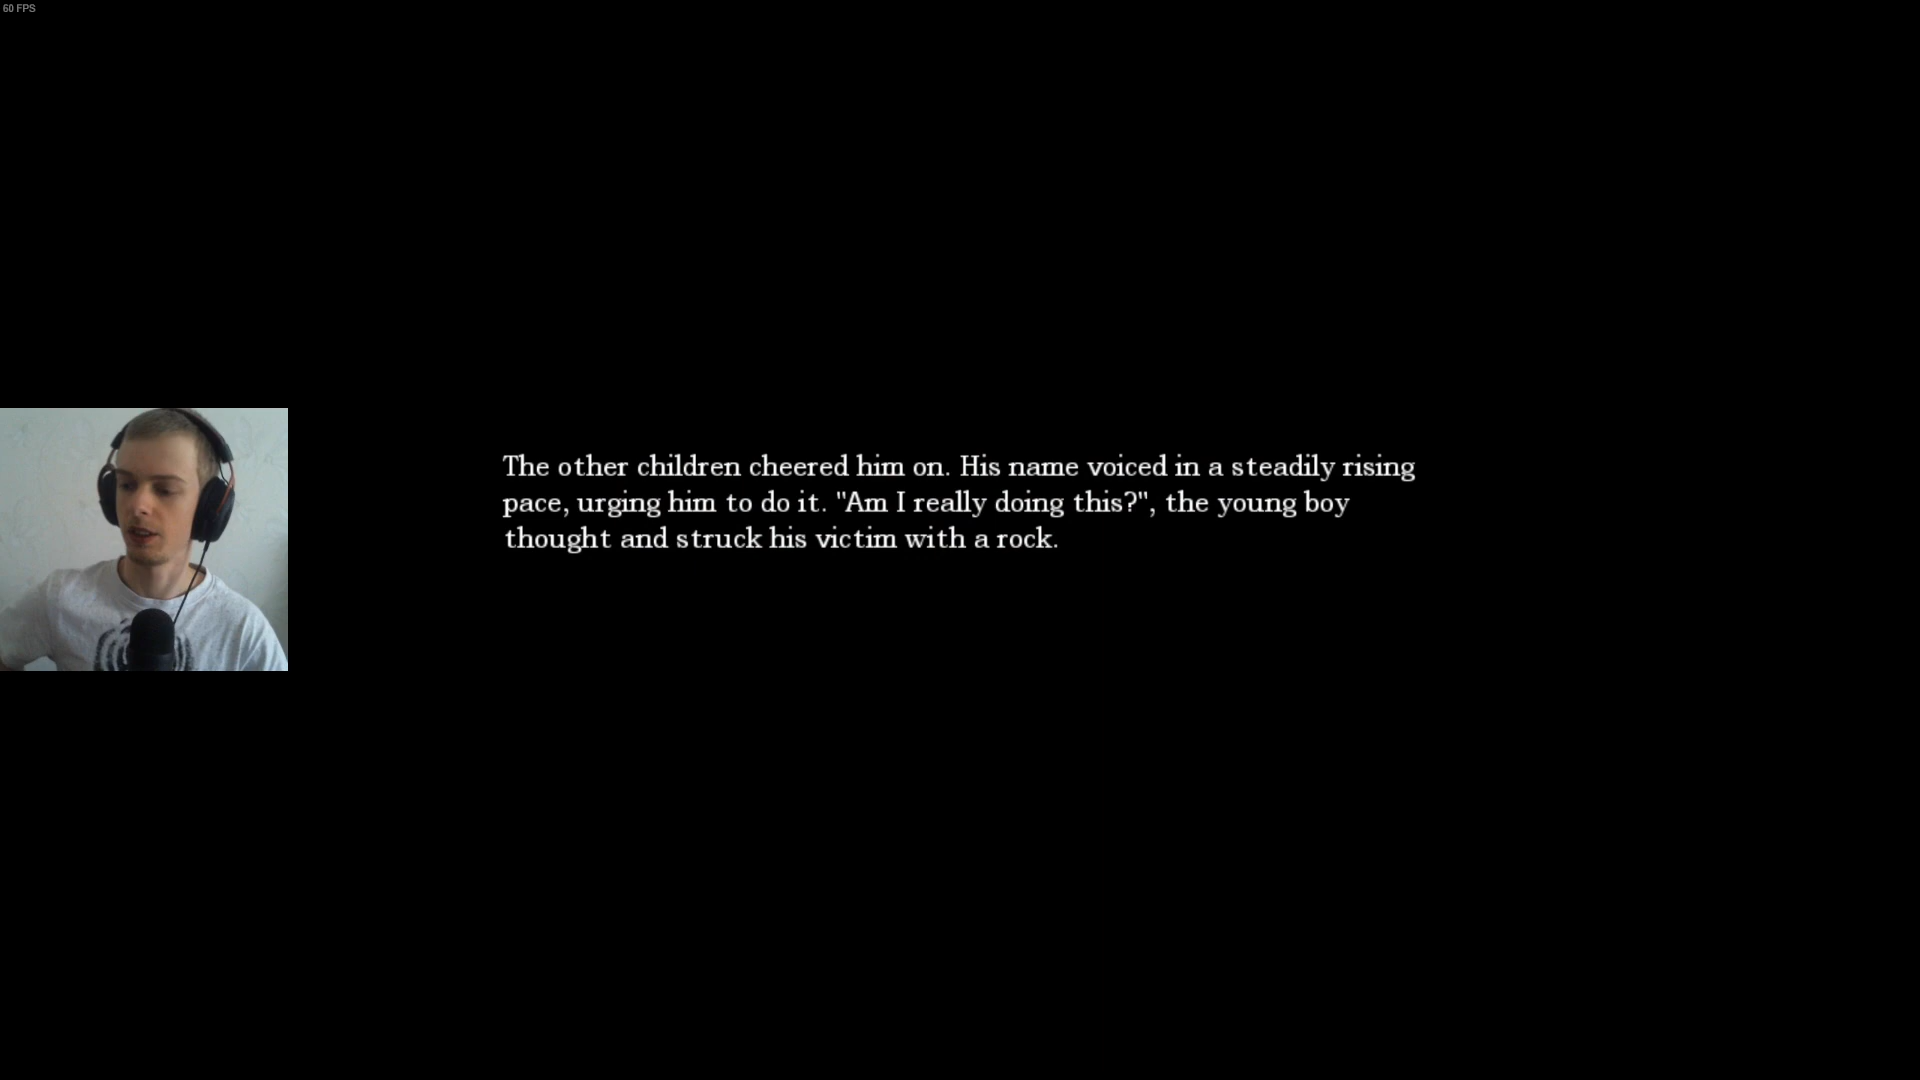 60 FPS
The other children cheered him on. His name voiced in a steadily rising
pace, urging him to do it. "Am I really doing this?", the young boy
thought and struck his victim with a rock.